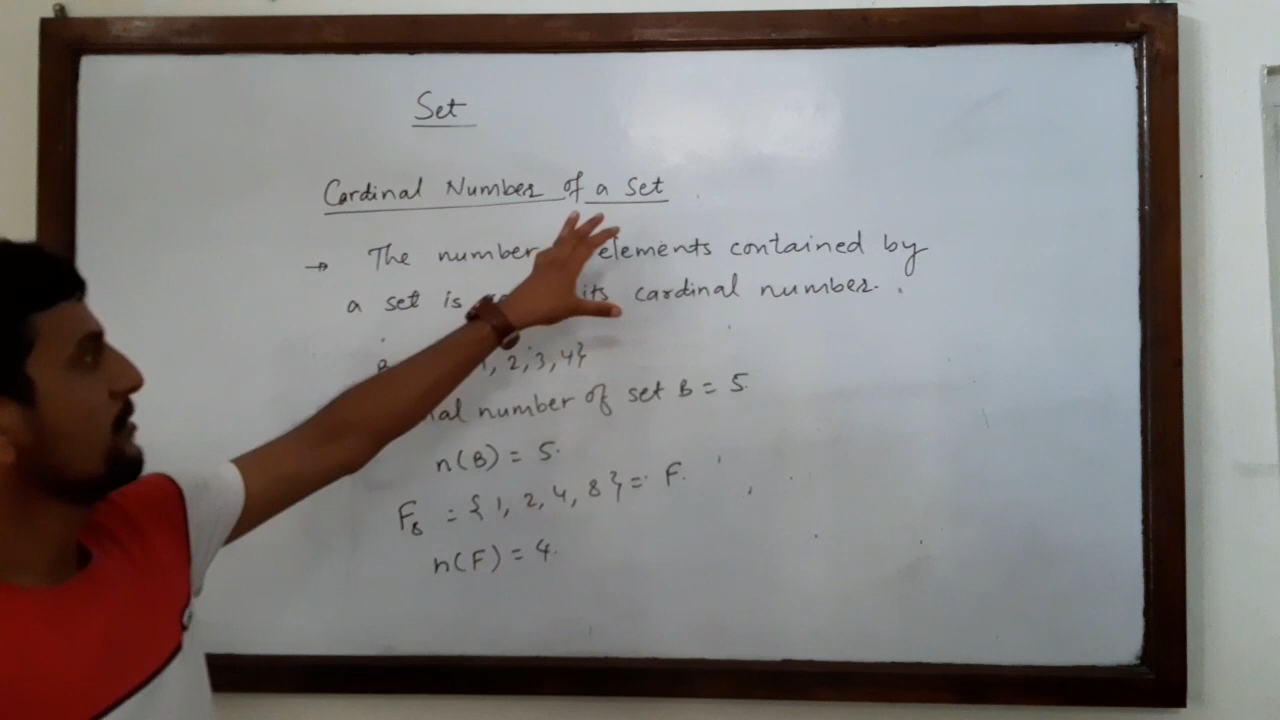 Set
Cardinal Number of a Set
→ The number elements contained by
a set is its cardinal number.
1, 2, 3, 4}
number of set B = 5.
n(B) = 5.
F₈ = {1, 2, 4, 8} = F.
n(F) = 4.